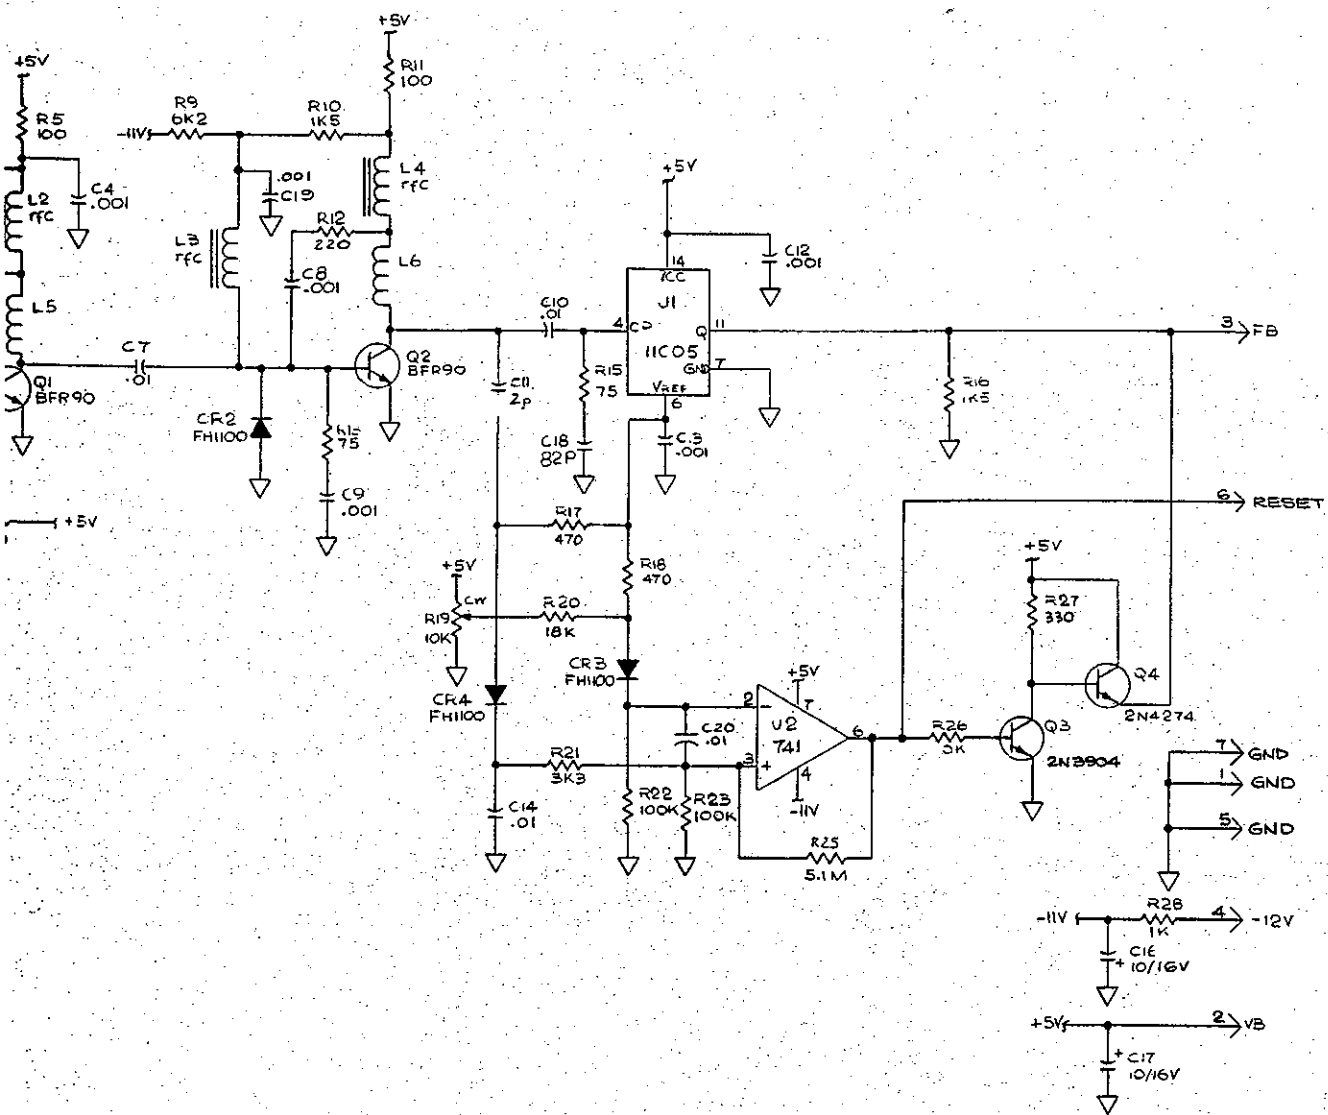 +5V
+5V
R11
100
R5
100
R9
6K2
R10
1K5
-11V
L4
rfc
+5V
.001
C19
C4
.001
L2
rfc
R12
220
L3
rfc
C8
.001
L6
C12
.001
14
L5
C10
.01
J1
4
Q
11
3
FB
11C05
C7
.01
Q2
BFR90
GND
7
Q1
BFR90
C11
2p
R15
75
VREF
6
R16
1K5
CR2
FH1100
75
C18
82P
.001
C9
.001
6
RESET
+5V
R17
470
+5V
R18
470
+5V
CW
R19
10K
R20
18K
R27
330
CR3
FH1100
+5V
Q4
CR4
FH1100
2
7
2N4274
C20
.01
U2
741
6
R26
3K
Q3
2N3904
R21
3K3
3
4
-11V
7
GND
1
GND
C14
.01
R22
100K
R23
100K
5
GND
R25
5.1M
-11V
R28
1K
4
-12V
10/16V
+5V
2
VB
C17
10/16V